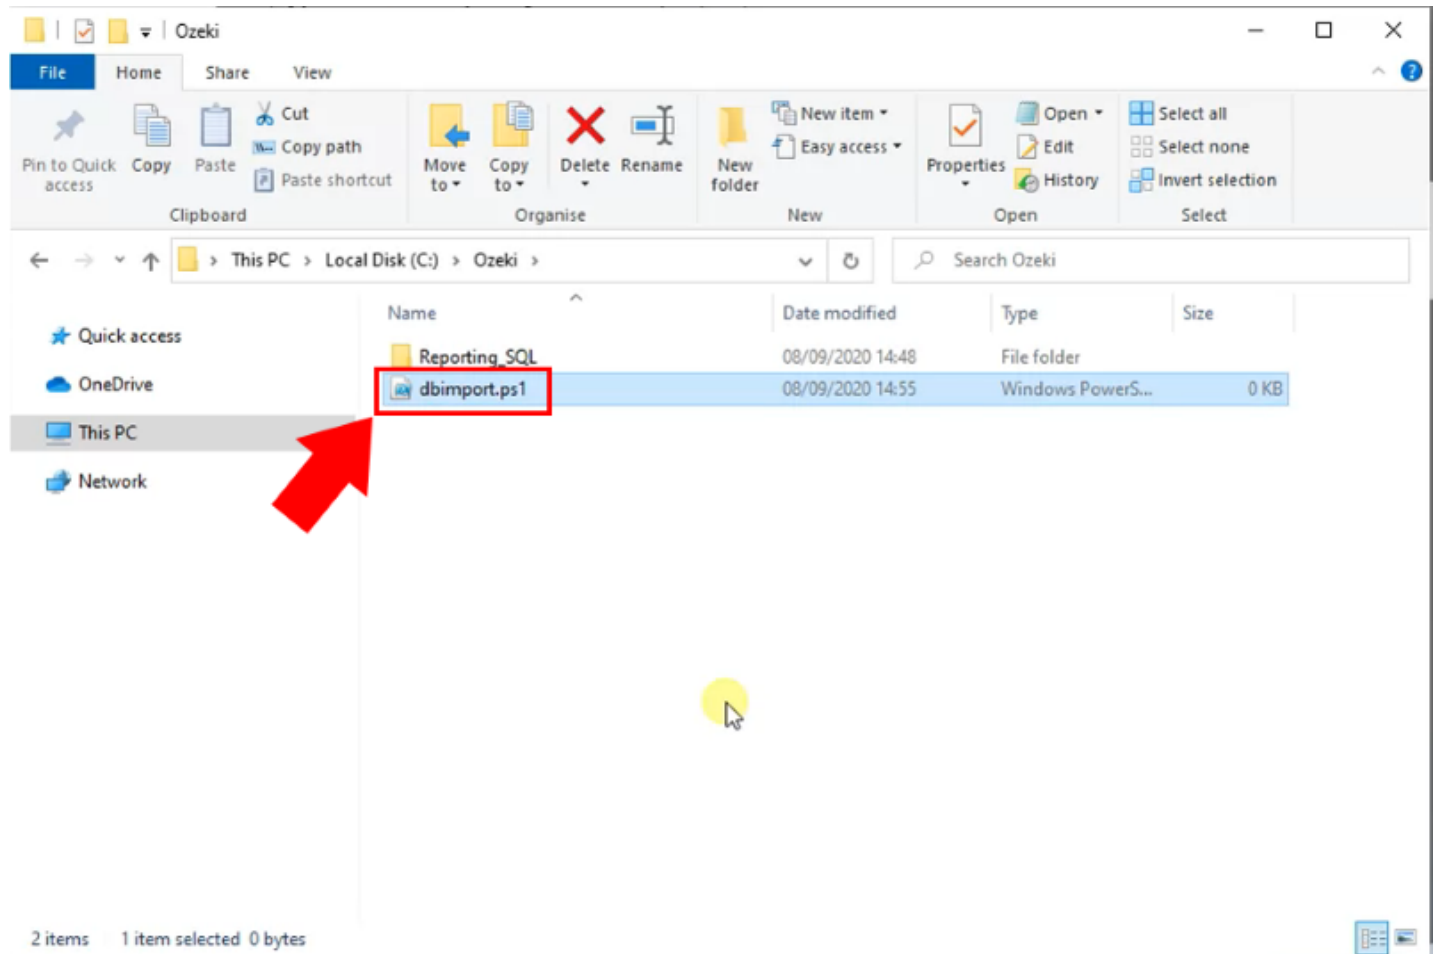 Ozeki
File Home Share View
Pin to Quick access
Copy
Paste
Cut
Copy path
Paste shortcut
Clipboard
Move to
Copy to
Delete
Rename
Organise
New folder
New item
Easy access
New
Properties
Open
Edit
History
Open
Select all
Select none
Invert selection
Select
This PC > Local Disk (C:) > Ozeki >
Search Ozeki
Quick access
OneDrive
This PC
Network
Name Date modified Type Size
Reporting_SQL 08/09/2020 14:48 File folder
dbimport.ps1 08/09/2020 14:55 Windows PowerS... 0 KB
2 items 1 item selected 0 bytes